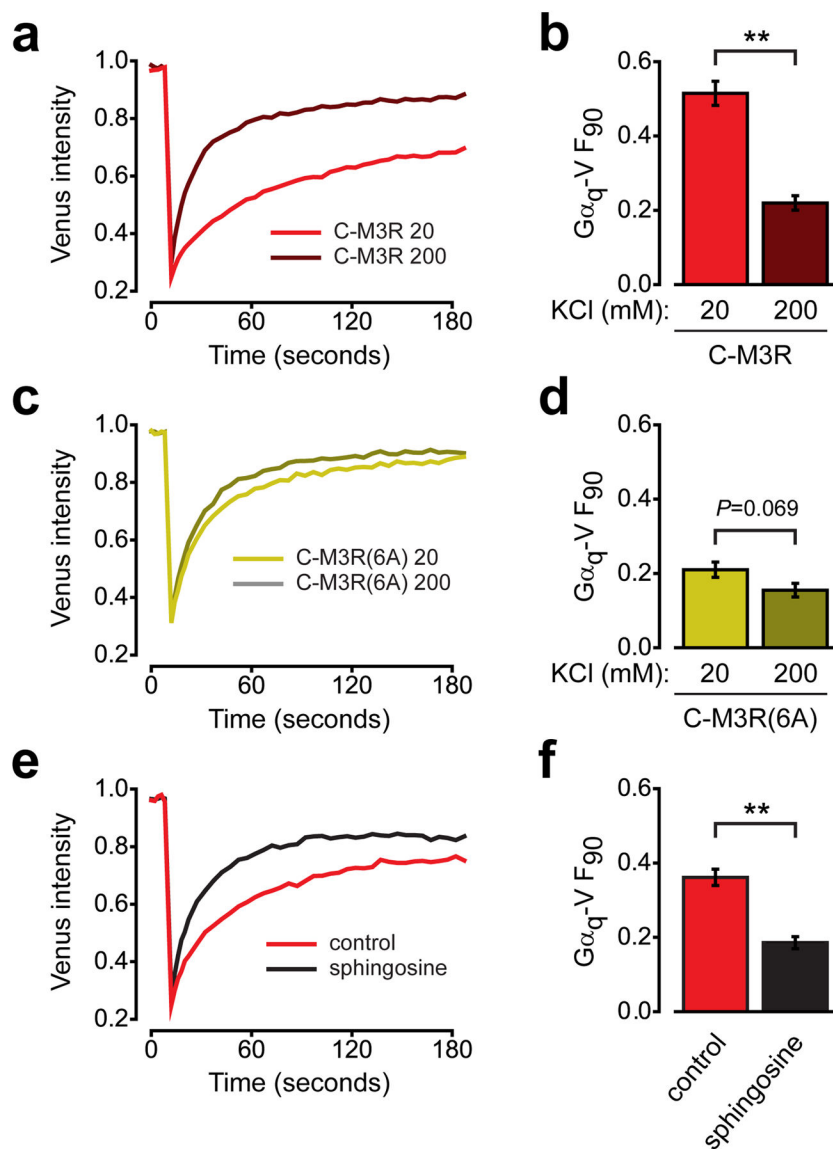 a
Venus intensity
1.0
0.8
0.6
0.4
0.2
C-M3R 20
C-M3R 200
0 60 120 180
Time (seconds)
b
**
Gαq-V F90
0.6
0.4
0.2
0.0
KCl (mM): 20 200
C-M3R
c
Venus intensity
1.0
0.8
0.6
0.4
0.2
C-M3R(6A) 20
C-M3R(6A) 200
0 60 120 180
Time (seconds)
d
P=0.069
Gαq-V F90
0.6
0.4
0.2
0.0
KCl (mM): 20 200
C-M3R(6A)
e
Venus intensity
1.0
0.8
0.6
0.4
0.2
control
sphingosine
0 60 120 180
Time (seconds)
f
**
Gαq-V F90
0.6
0.4
0.2
0.0
control
sphingosine